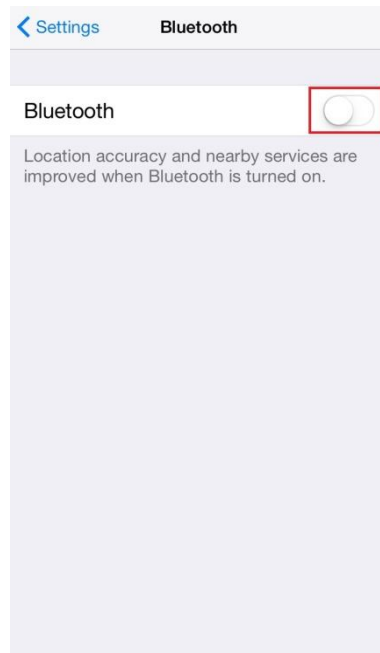 Settings Bluetooth
Bluetooth
Location accuracy and nearby services are
improved when Bluetooth is turned on.